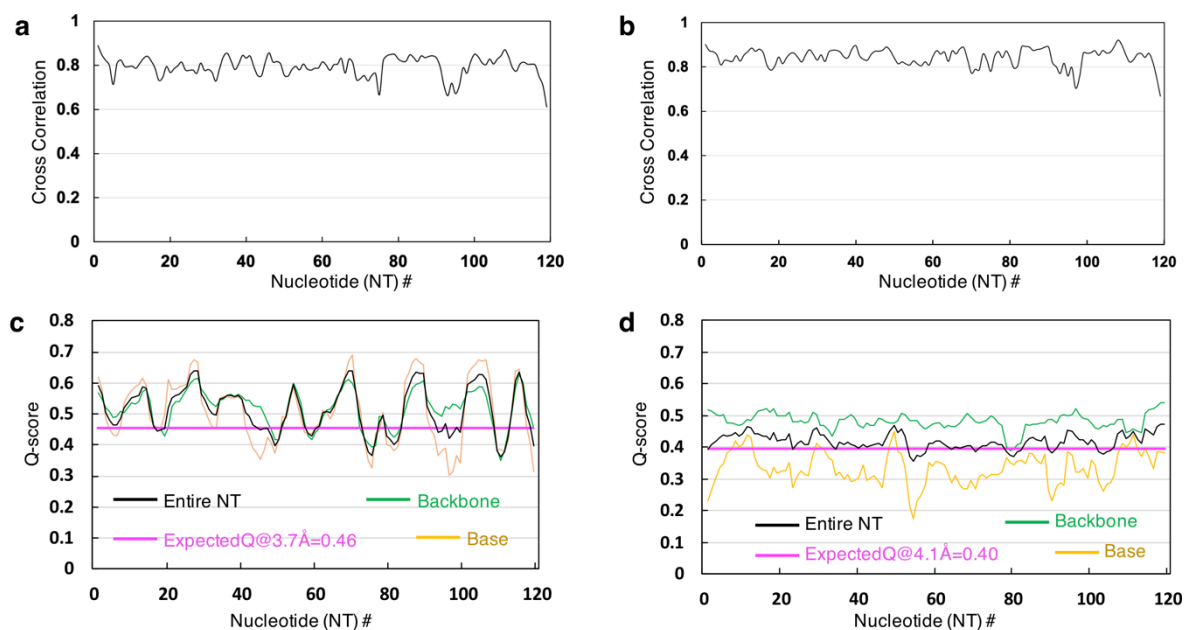 a
1
0.8
0.6
0.4
0.2
0
Cross Correlation
0 20 40 60 80 100 120
Nucleotide (NT) #
b
1
0.8
0.6
0.4
0.2
0
Cross Correlation
0 20 40 60 80 100 120
Nucleotide (NT) #
c
0.8
0.7
0.6
0.5
0.4
0.3
0.2
0.1
0
Q-score
Entire NT
Backbone
ExpectedQ@3.7Å=0.46
Base
0 20 40 60 80 100 120
Nucleotide (NT) #
d
0.8
0.7
0.6
0.5
0.4
0.3
0.2
0.1
0
Q-score
Entire NT
Backbone
ExpectedQ@4.1Å=0.40
Base
0 20 40 60 80 100 120
Nucleotide (NT) #